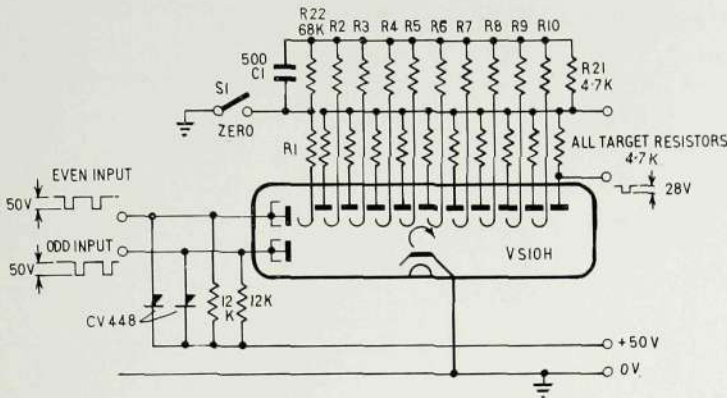 R22 R2 R3 R4 R5 R6 R7 R8 R9 R10
68K
500
C1
R21
4.7K
S1
ZERO
R1
ALL TARGET RESISTORS
4.7K
EVEN INPUT
50V
28V
ODD INPUT
50V
VS10H
CV448
12 K
12K
+50V
0V